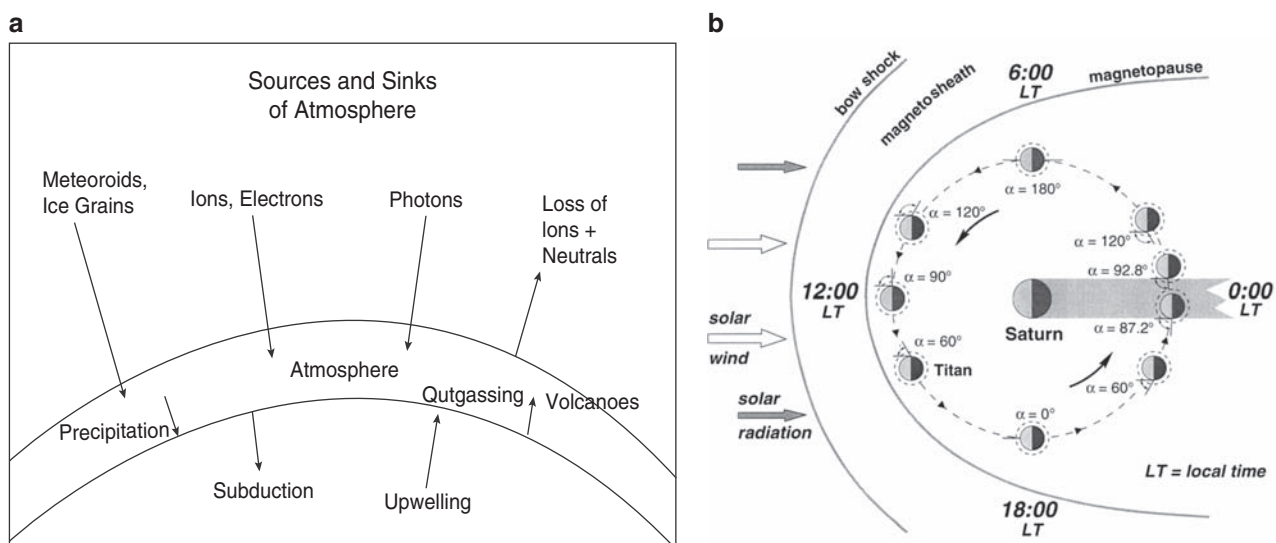 a
Sources and Sinks
of Atmosphere
Meteoroids,
Ice Grains
Ions, Electrons
Photons
Loss of
Ions +
Neutrals
Atmosphere
Qutgassing
Volcanoes
Precipitation
Subduction
Upwelling
b
bow shock
magnetosheath
6:00
LT
magnetopause
α = 180°
α = 120°
α = 120°
α = 92.8°
α = 90°
12:00
LT
0:00
LT
solar
wind
Saturn
α = 87.2°
α = 60°
Titan
α = 60°
α = 0°
solar
radiation
LT = local time
18:00
LT